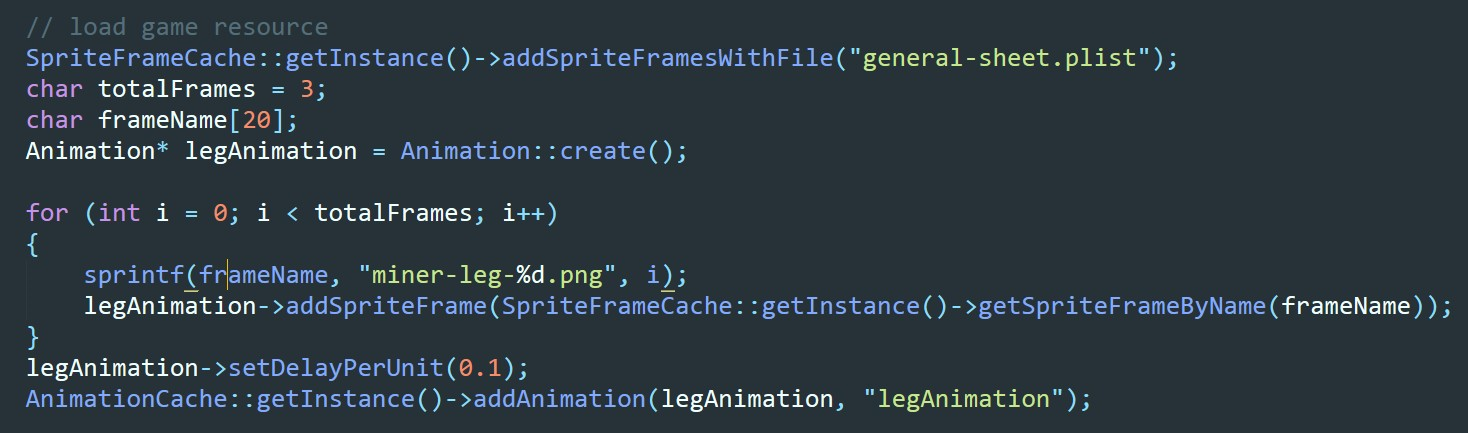 // load game resource
SpriteFrameCache::getInstance()->addSpriteFramesWithFile("general-sheet.plist");
char totalFrames = 3;
char frameName[20];
Animation* legAnimation = Animation::create();

for (int i = 0; i < totalFrames; i++)
{
    sprintf(frameName, "miner-leg-%d.png", i);
    legAnimation->addSpriteFrame(SpriteFrameCache::getInstance()->getSpriteFrameByName(frameName));
}
legAnimation->setDelayPerUnit(0.1);
AnimationCache::getInstance()->addAnimation(legAnimation, "legAnimation");